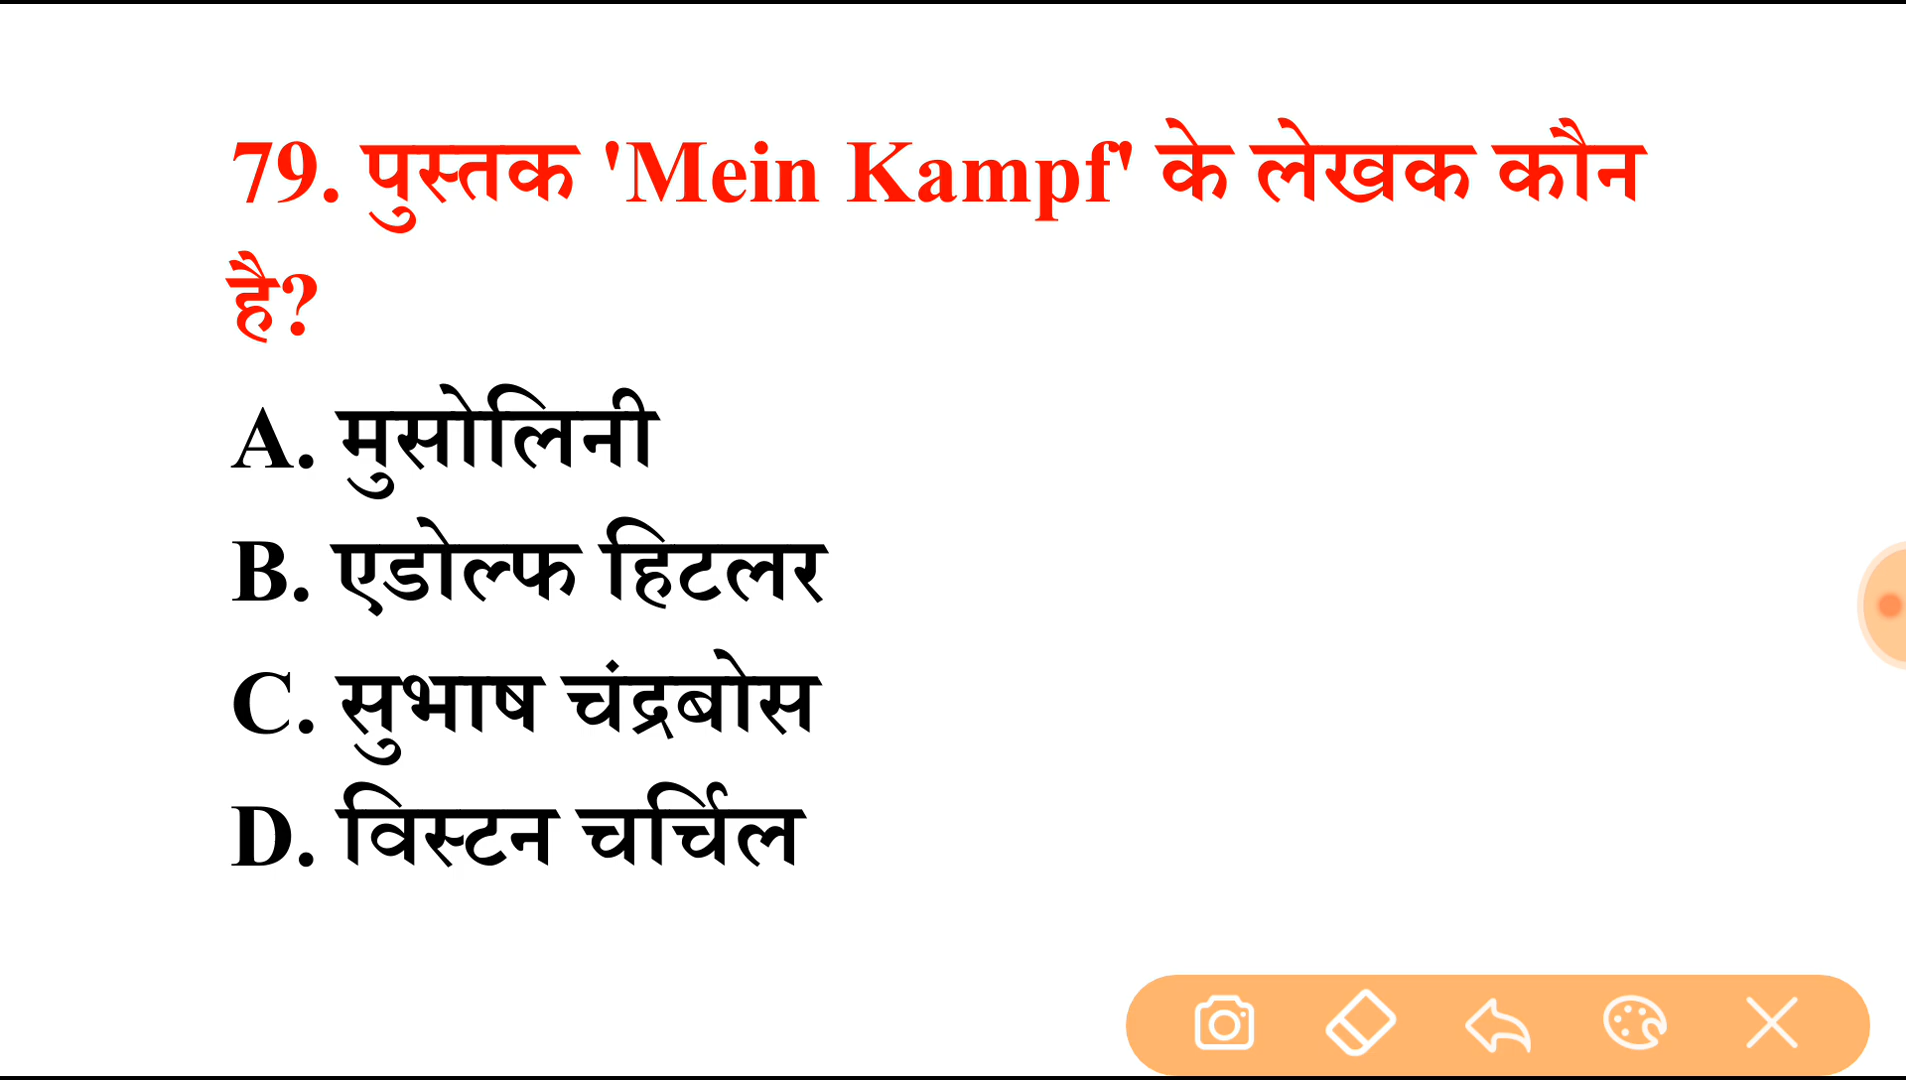 79. पुस्तक 'Mein Kampf' के लेखक कौन
है?
A. मुसोलिनी
B. एडोल्फ हिटलर
C. सुभाष चंद्रबोस
D. विस्टन चर्चिल